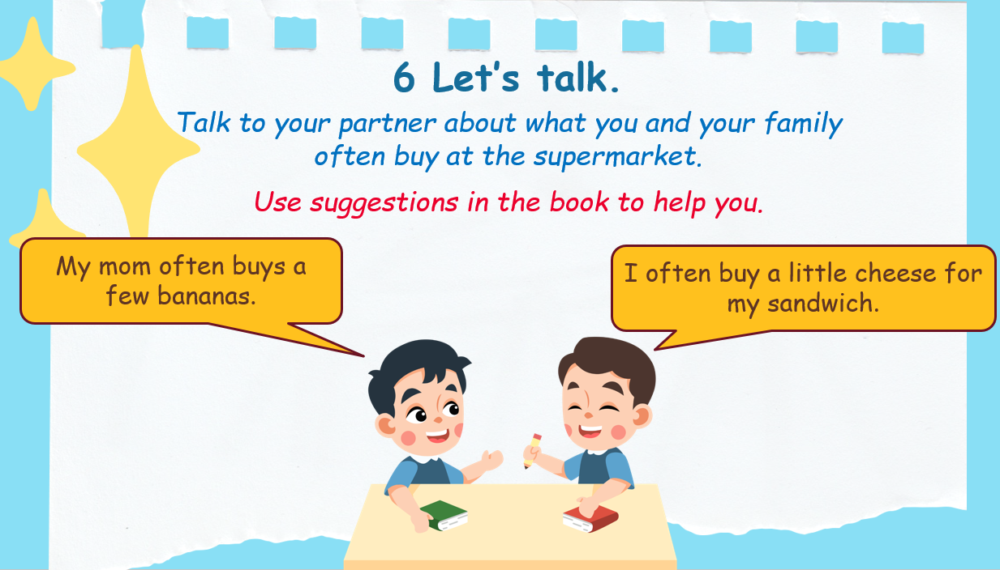 6 Let's talk.
Talk to your partner about what you and your family
often buy at the supermarket.
Use suggestions in the book to help you.
My mom often buys a
few bananas.
I often buy a little cheese for
my sandwich.